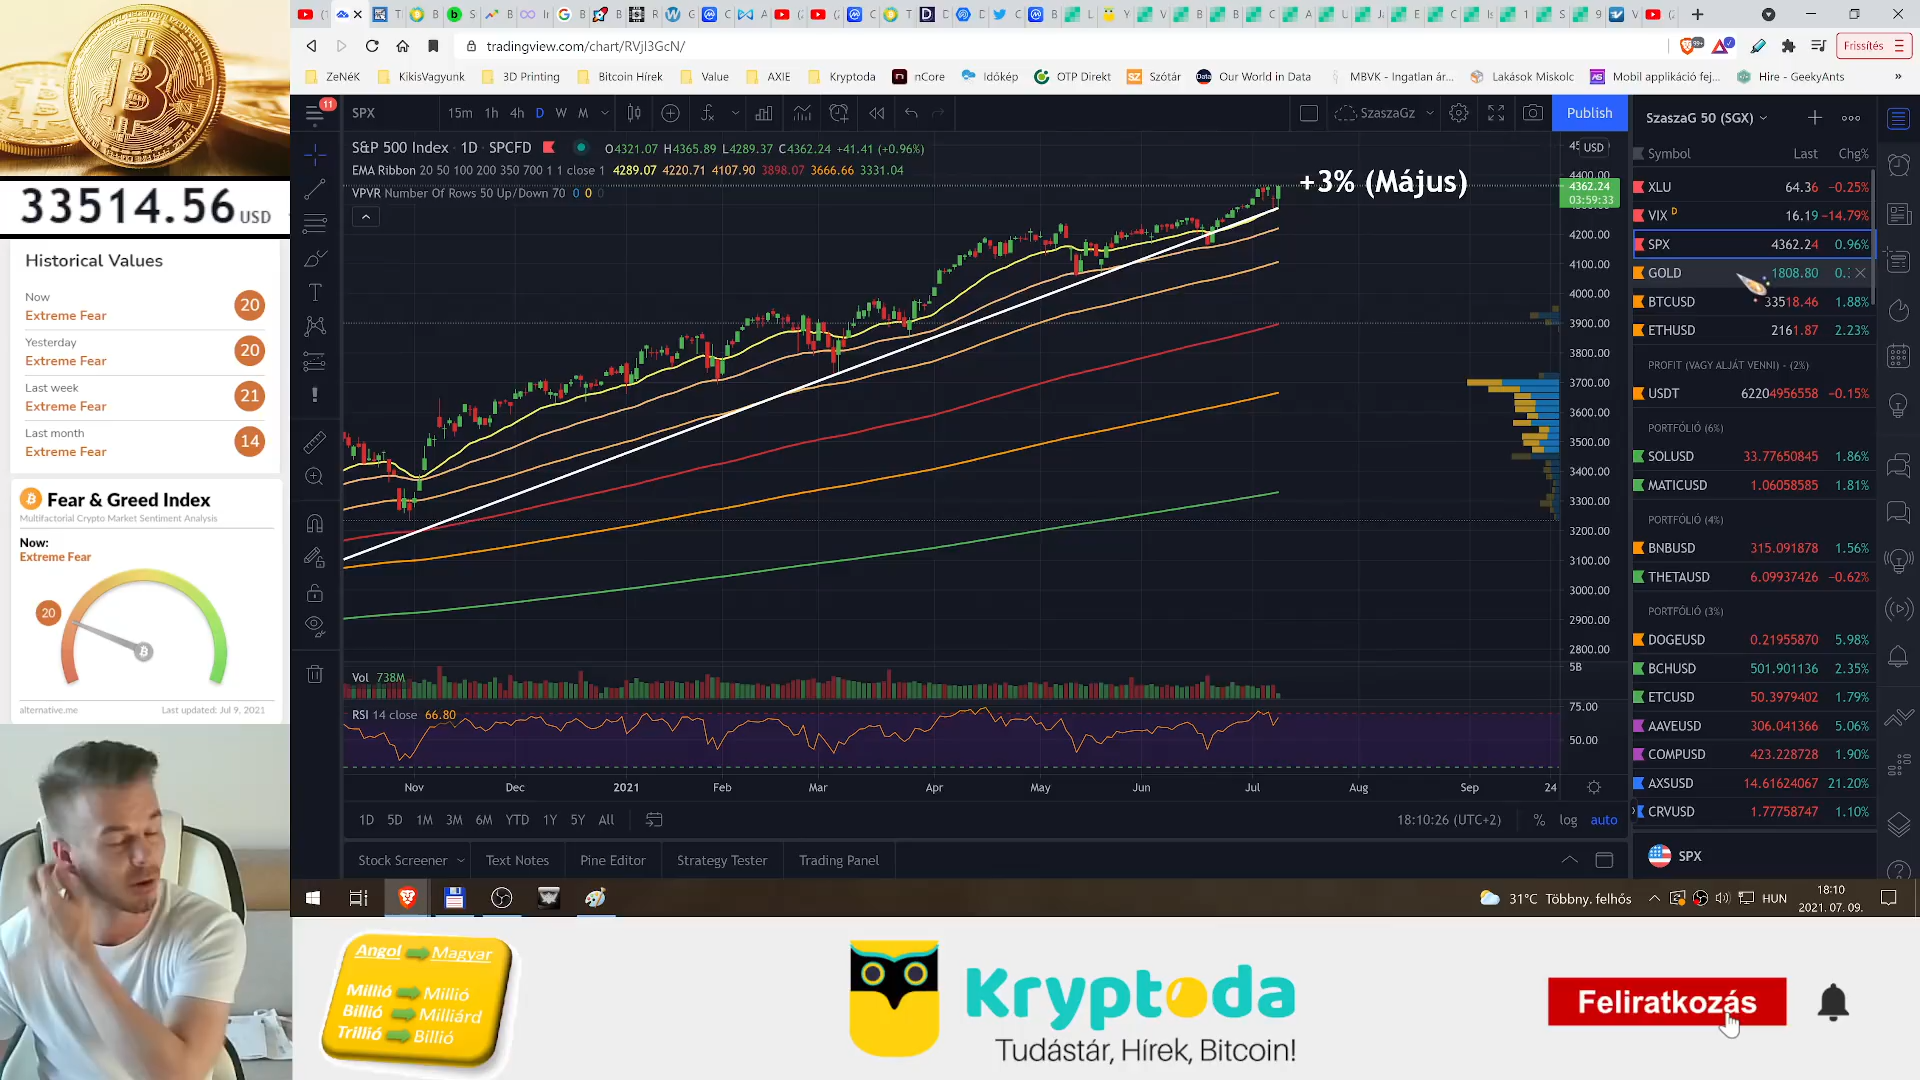 33514.56 USD
Historical Values
Now
Extreme Fear
20
Yesterday
Extreme Fear
20
Last week
Extreme Fear
21
Last month
Extreme Fear
14
Fear & Greed Index
Multifactorial Crypto Market Sentiment Analysis
Now:
Extreme Fear
20
alternative.me
Last updated: Jul 9, 2021
tradingview.com/chart/RVjI3GcN/
Frissítés
ZeNéK
KikisVagyunk
3D Printing
Bitcoin Hírek
Value
AXIE
Kryptoda
nCore
Időkép
OTP Direkt
Szótár
Our World in Data
MBVK - Ingatlan ár...
Lakások Miskolc
Mobil applikáció fej...
Hire - GeekyAnts
»
11
SPX
15m 1h 4h D W M
SzaszaGz
Publish
S&P 500 Index · 1D · SPCFD
O4321.07 H4365.89 L4289.37 C4362.24 +41.41 (+0.96%)
EMA Ribbon 20 50 100 200 350 700 1 1 close 1 4289.07 4220.71 4107.90 3898.07 3666.66 3331.04
VPVR Number Of Rows 50 Up/Down 70 0 0 0
+3% (Május)
USD
4400.00
4362.24
03:59:33
4200.00
4100.00
4000.00
3900.00
3800.00
3700.00
3600.00
3500.00
3400.00
3300.00
3200.00
3100.00
3000.00
2900.00
2800.00
5B
Vol 738M
RSI 14 close 66.80
75.00
50.00
Nov Dec 2021 Feb Mar Apr May Jun Jul Aug Sep 24
1D 5D 1M 3M 6M YTD 1Y 5Y All
18:10:26 (UTC+2)
% log auto
Stock Screener
Text Notes
Pine Editor
Strategy Tester
Trading Panel
SzaszaG 50 (SGX)
Symbol Last Chg%
XLU 64.36 −0.25%
VIX D 16.19 −14.79%
SPX 4362.24 0.96%
GOLD 1808.80
BTCUSD 33518.46 1.88%
ETHUSD 2161.87 2.23%
PROFIT (VAGY ALJÁT VENNI) - (2%)
USDT 62204956558 −0.15%
PORTFÓLIÓ (6%)
SOLUSD 33.77650845 1.86%
MATICUSD 1.06058585 1.81%
PORTFÓLIÓ (4%)
BNBUSD 315.091878 1.56%
THETAUSD 6.09937426 −0.62%
PORTFÓLIÓ (3%)
DOGEUSD 0.21955870 5.98%
BCHUSD 501.901136 2.35%
ETCUSD 50.3979402 1.79%
AAVEUSD 306.041366 5.06%
COMPUSD 423.228728 1.90%
AXSUSD 14.61624067 21.20%
CRVUSD 1.77758747 1.10%
SPX
31°C Többny. felhős
HUN
18:10
2021. 07. 09.
Angol Magyar
Millió Millió
Billió Milliárd
Trillió Billió
Kryptoda
Tudástár, Hírek, Bitcoin!
Feliratkozás